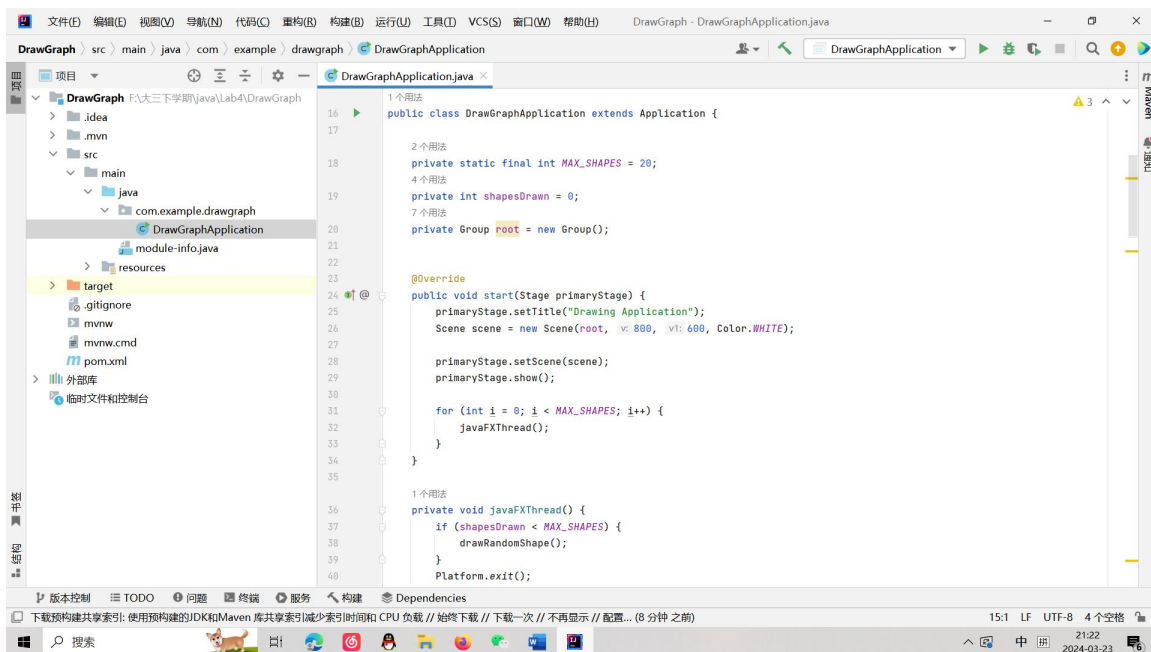 文件(F) 编辑(E) 视图(V) 导航(N) 代码(C) 重构(R) 构建(B) 运行(U) 工具(T) VCS(S) 窗口(W) 帮助(H) DrawGraph - DrawGraphApplication.java
DrawGraph src main java com example drawgraph DrawGraphApplication DrawGraphApplication
项目 DrawGraphApplication.java
项目
DrawGraph F:\大三下学期\java\Lab4\DrawGraph
.idea
.mvn
src
main
java
com.example.drawgraph
DrawGraphApplication
module-info.java
resources
target
.gitignore
mvnw
mvnw.cmd
pom.xml
外部库
临时文件和控制台
书签
结构
1 个用法
3
16 public class DrawGraphApplication extends Application {
17
2 个用法
18 private static final int MAX_SHAPES = 20;
4 个用法
19 private int shapesDrawn = 0;
7 个用法
20 private Group root = new Group();
21
22
23 @Override
24 public void start(Stage primaryStage) {
25 primaryStage.setTitle("Drawing Application");
26 Scene scene = new Scene(root, v: 800, v1: 600, Color.WHITE);
27
28 primaryStage.setScene(scene);
29 primaryStage.show();
30
31 for (int i = 0; i < MAX_SHAPES; i++) {
32 javaFXThread();
33 }
34 }
35
1 个用法
36 private void javaFXThread() {
37 if (shapesDrawn < MAX_SHAPES) {
38 drawRandomShape();
39 }
40 Platform.exit();
Maven
通知
版本控制 TODO 问题 终端 服务 构建 Dependencies
下载预构建共享索引: 使用预构建的JDK和Maven 库共享索引减少索引时间和 CPU 负载 // 始终下载 // 下载一次 // 不再显示 // 配置... (8 分钟 之前) 15:1 LF UTF-8 4 个空格
搜索 中 拼 21:22
2024-03-23 6